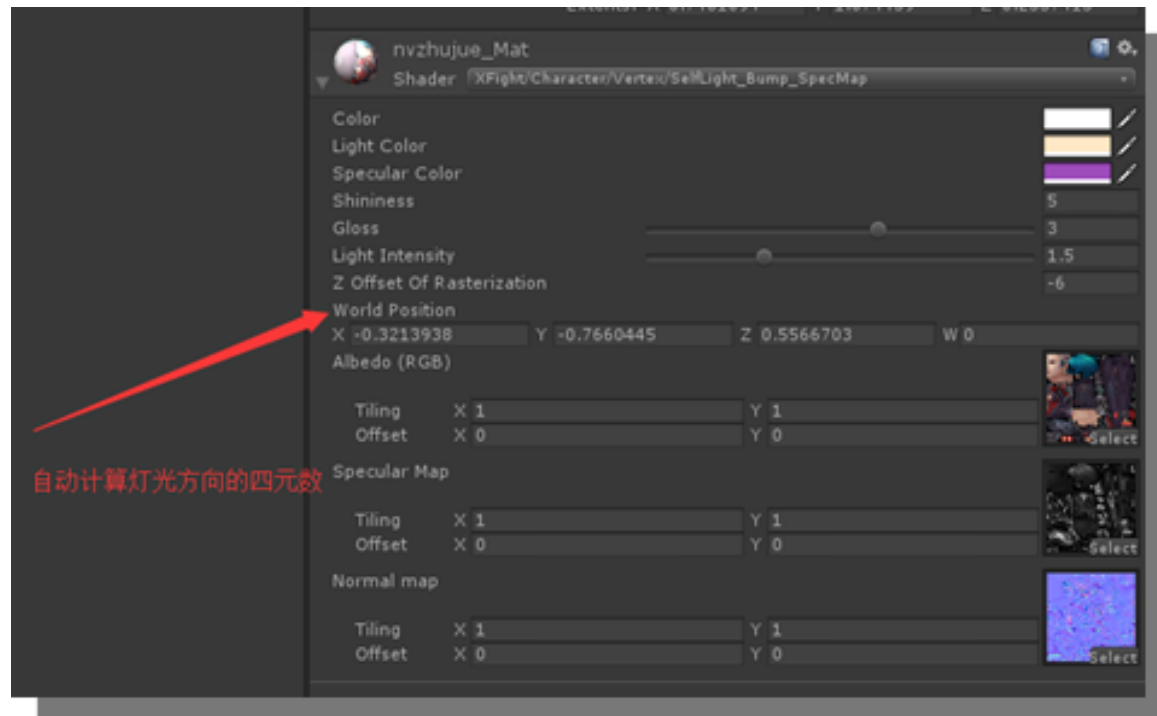 nvzhujue_Mat
Shader XFight/Character/Vertex/SelfLight_Bump_SpecMap
Color
Light Color
Specular Color
Shininess 5
Gloss 3
Light Intensity 1.5
Z Offset Of Rasterization -6
World Position
X -0.3213938 Y -0.7660445 Z 0.5566703 W 0
Albedo (RGB)
Tiling X 1 Y 1
Offset X 0 Y 0 Select
自动计算灯光方向的四元数
Specular Map
Tiling X 1 Y 1
Offset X 0 Y 0 Select
Normal map
Tiling X 1 Y 1
Offset X 0 Y 0 Select